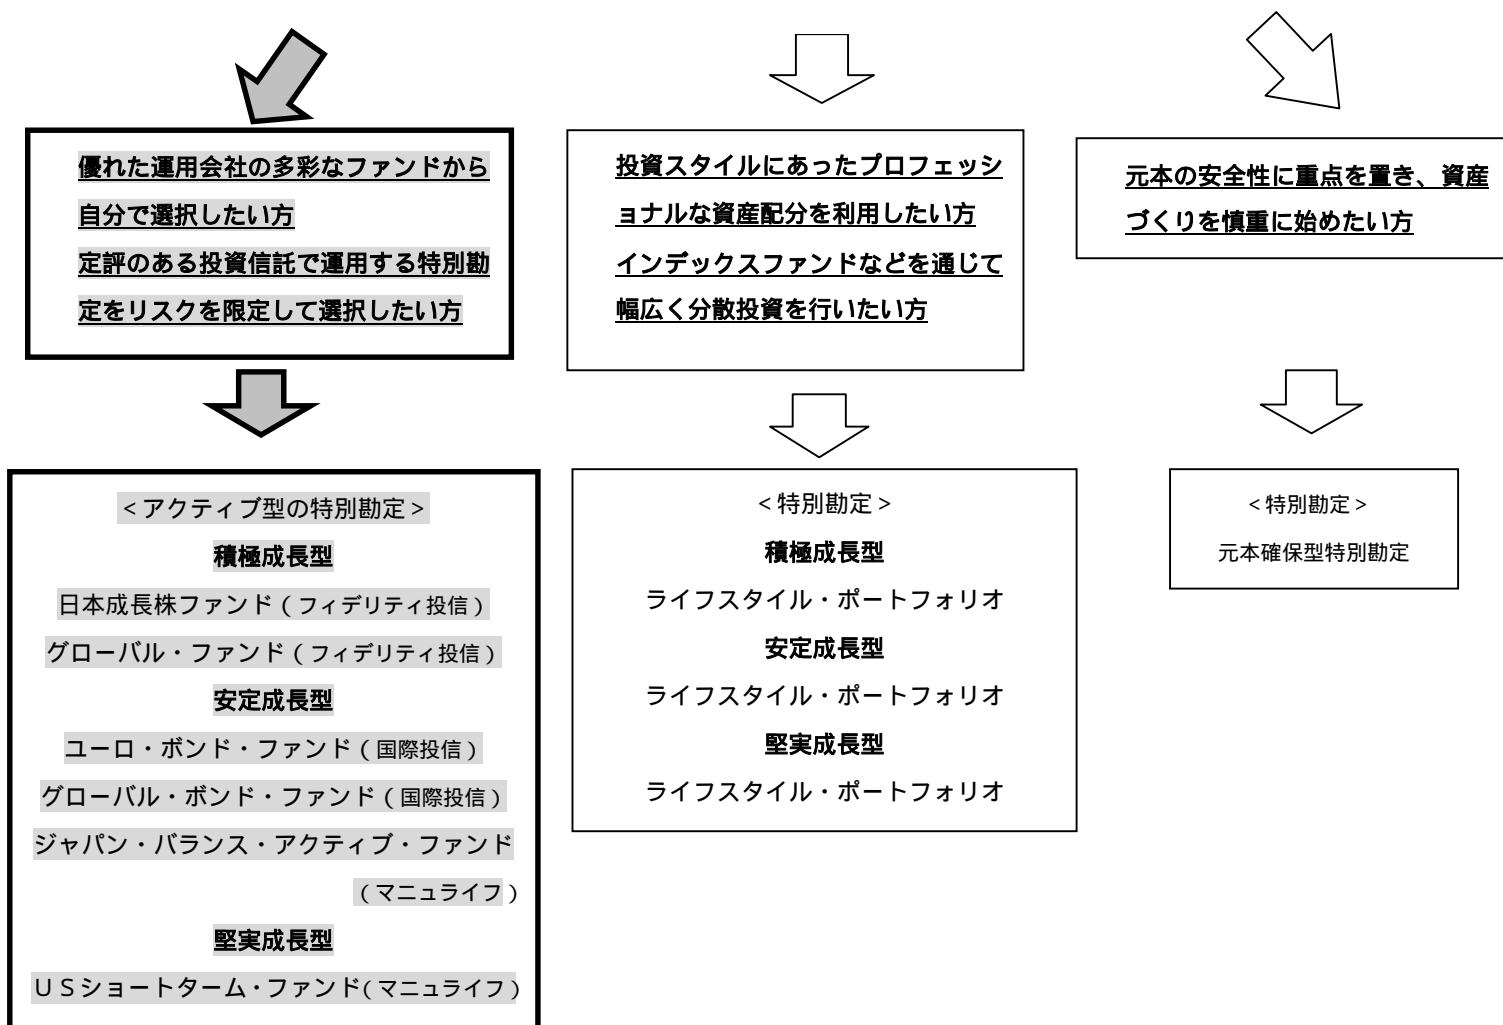 優れた運用会社の多彩なファンドから
自分で選択したい方
定評のある投資信託で運用する特別勘
定をリスクを限定して選択したい方
投資スタイルにあったプロフェッシ
ョナルな資産配分を利用したい方
インデックスファンドなどを通じて
幅広く分散投資を行いたい方
元本の安全性に重点を置き、資産
づくりを慎重に始めたい方
＜アクティブ型の特別勘定＞
積極成長型
日本成長株ファンド（フィデリティ投信）
グローバル・ファンド（フィデリティ投信）
安定成長型
ユーロ・ボンド・ファンド（国際投信）
グローバル・ボンド・ファンド（国際投信）
ジャパン・バランス・アクティブ・ファンド
（マニュライフ）
堅実成長型
ＵＳショートターム・ファンド（マニュライフ）
＜特別勘定＞
積極成長型
ライフスタイル・ポートフォリオ
安定成長型
ライフスタイル・ポートフォリオ
堅実成長型
ライフスタイル・ポートフォリオ
＜特別勘定＞
元本確保型特別勘定